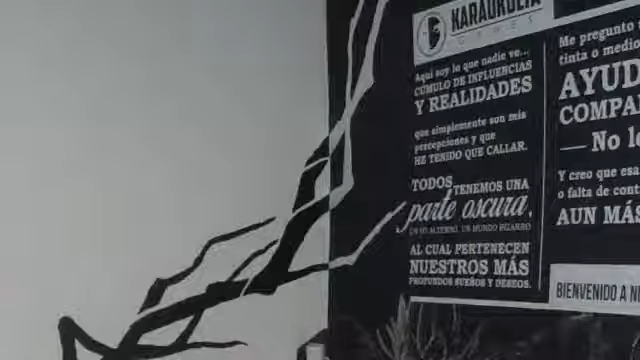 KARAOKULTA
GAMES
Aquí soy lo que nadie ve...
CÚMULO DE INFLUENCIAS
Y REALIDADES
que simplemente son mis
percepciones y que
HE TENIDO QUE CALLAR.
TODOS TENEMOS UNA
parte oscura,
UN YO ALTERNO, UN MUNDO BIZARRO
AL CUAL PERTENECEN
NUESTROS MÁS
PROFUNDOS SUEÑOS Y DESEOS.
Me pregunto
tinta o medio
AYUD
COMPA
— No l
Y creo que esa
o falta de cont
AUN MÁS
BIENVENIDO A N